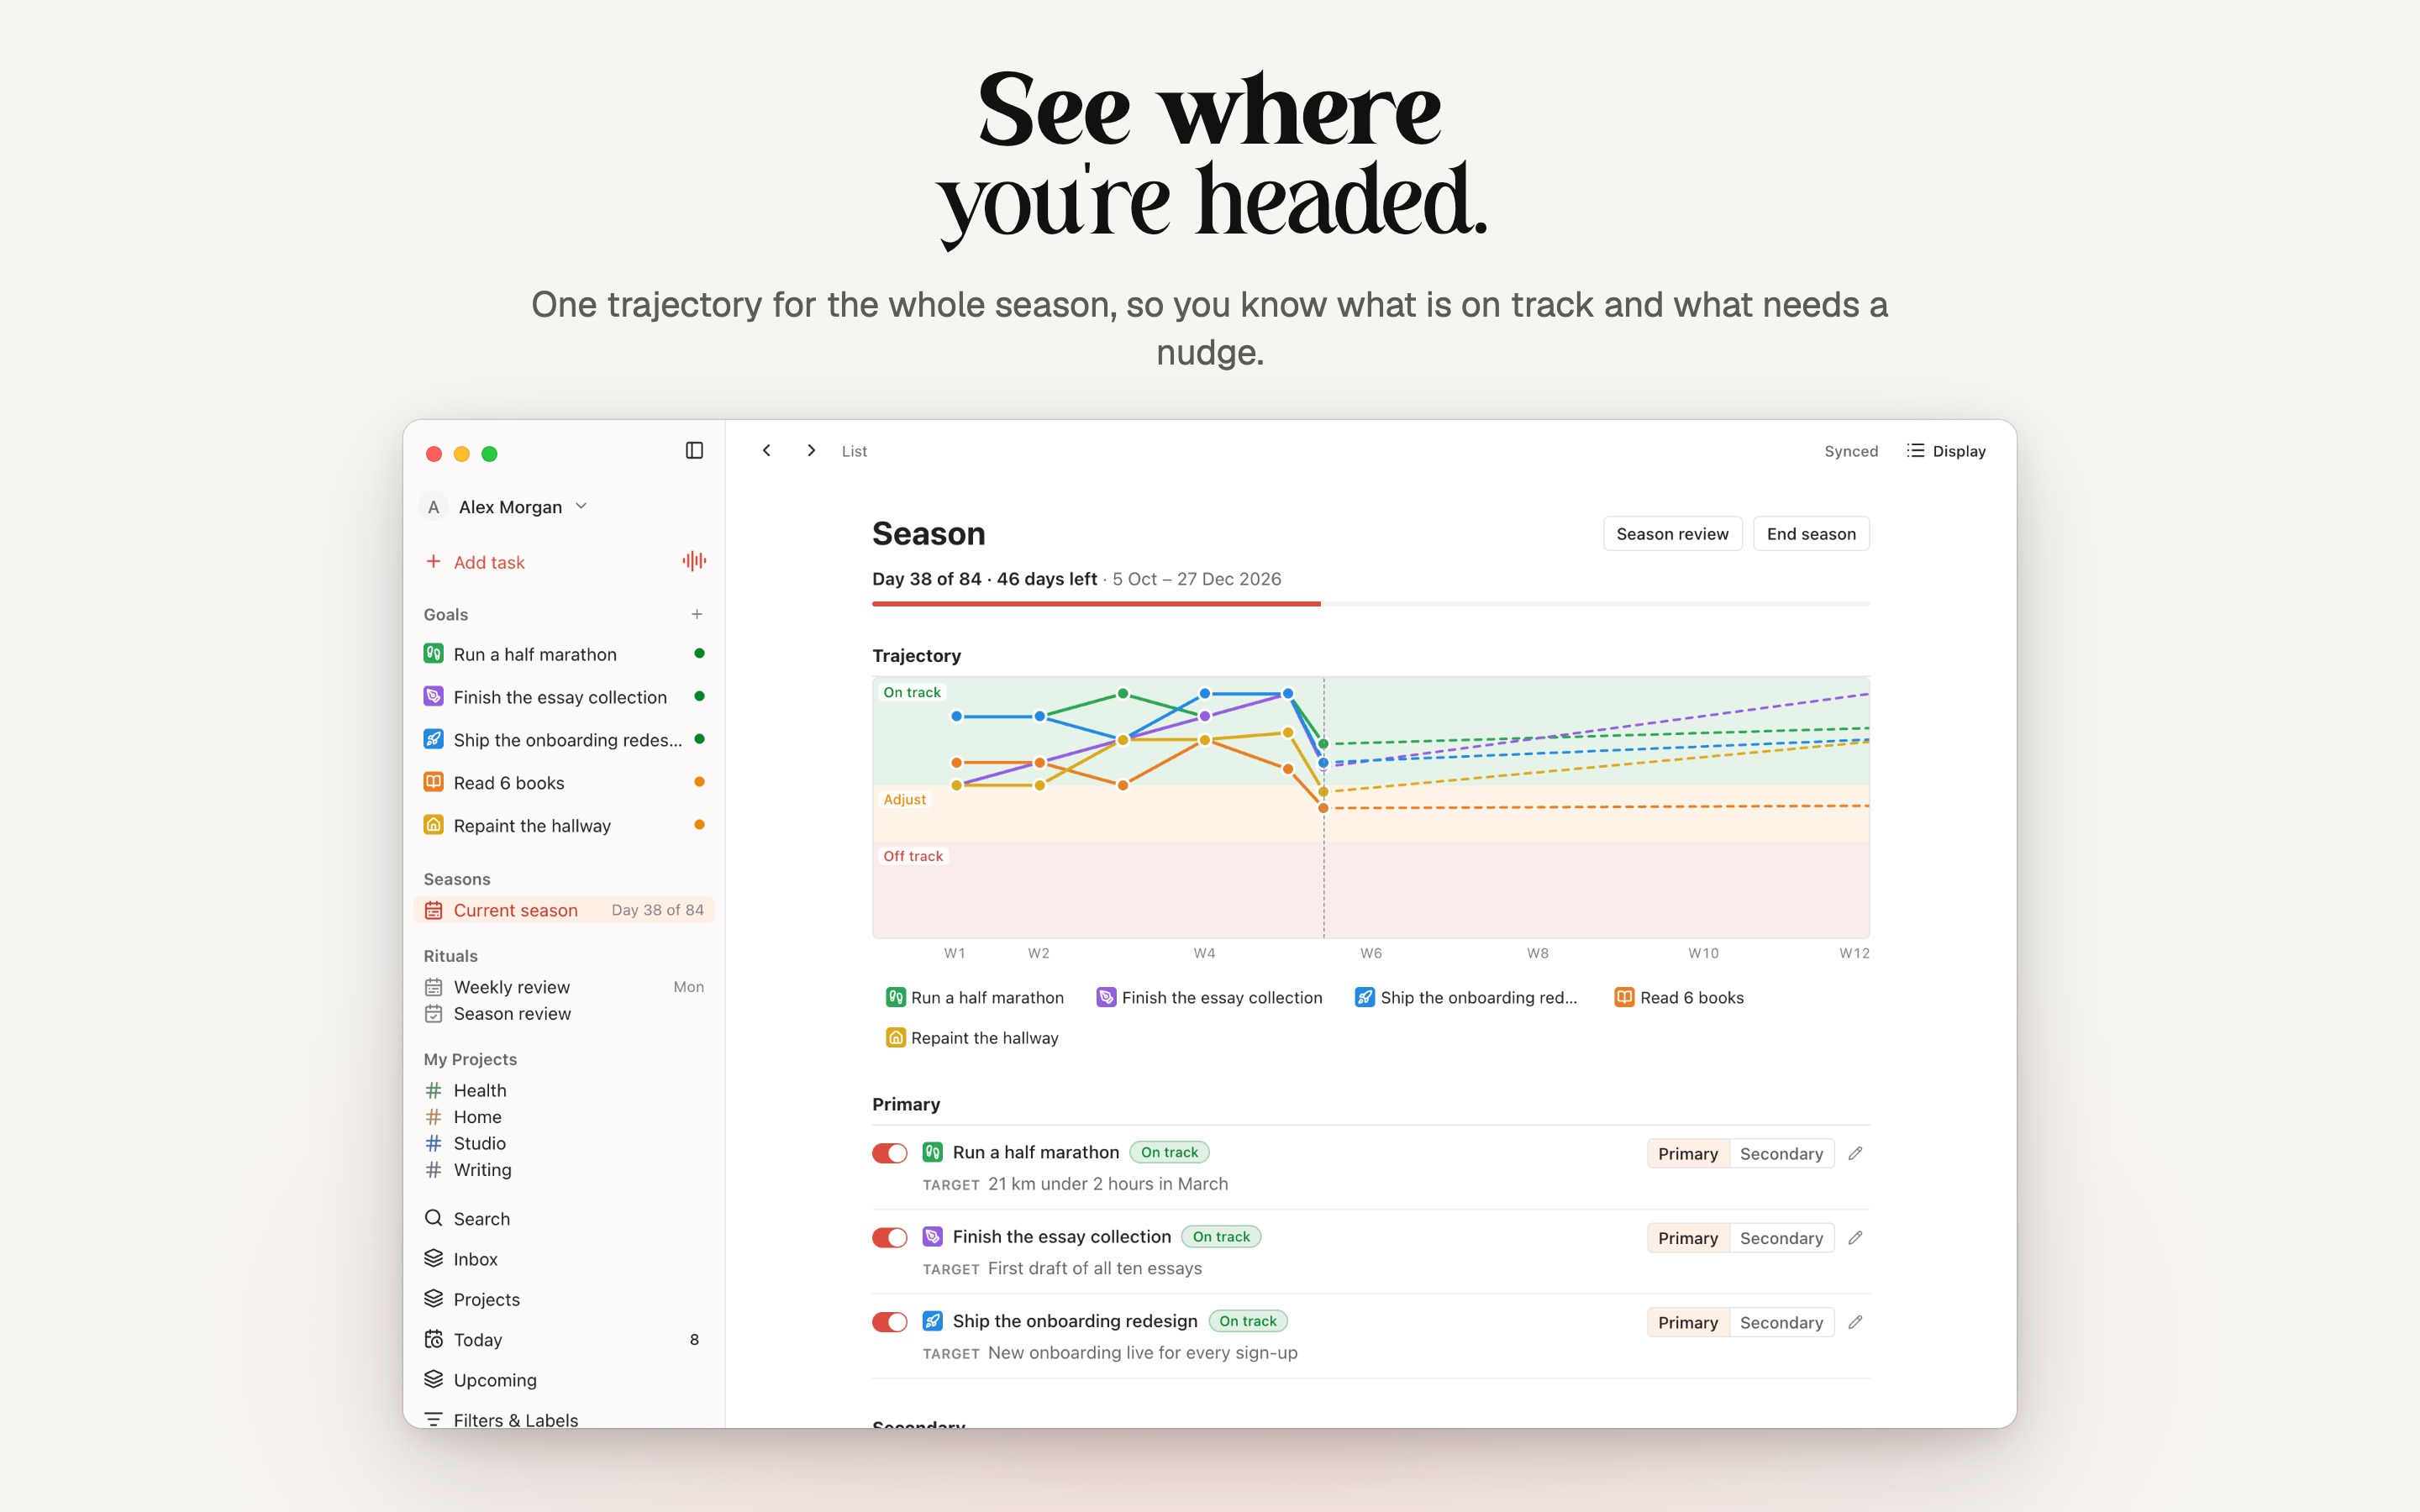 See where
you're headed.
One trajectory for the whole season, so you know what is on track and what needs a
nudge.
A Alex Morgan
Add task
Goals
Run a half marathon
Finish the essay collection
Ship the onboarding redes...
Read 6 books
Repaint the hallway
Seasons
Current season Day 38 of 84
Rituals
Weekly review Mon
Season review
My Projects
# Health
# Home
# Studio
# Writing
Search
Inbox
Projects
Today 8
Upcoming
Filters & Labels
List
Synced Display
Season
Season review End season
Day 38 of 84 · 46 days left · 5 Oct – 27 Dec 2026
Trajectory
On track
Adjust
Off track
W1 W2 W4 W6 W8 W10 W12
Run a half marathon Finish the essay collection Ship the onboarding red... Read 6 books
Repaint the hallway
Primary
Run a half marathon On track Primary Secondary
TARGET 21 km under 2 hours in March
Finish the essay collection On track Primary Secondary
TARGET First draft of all ten essays
Ship the onboarding redesign On track Primary Secondary
TARGET New onboarding live for every sign-up
Secondary